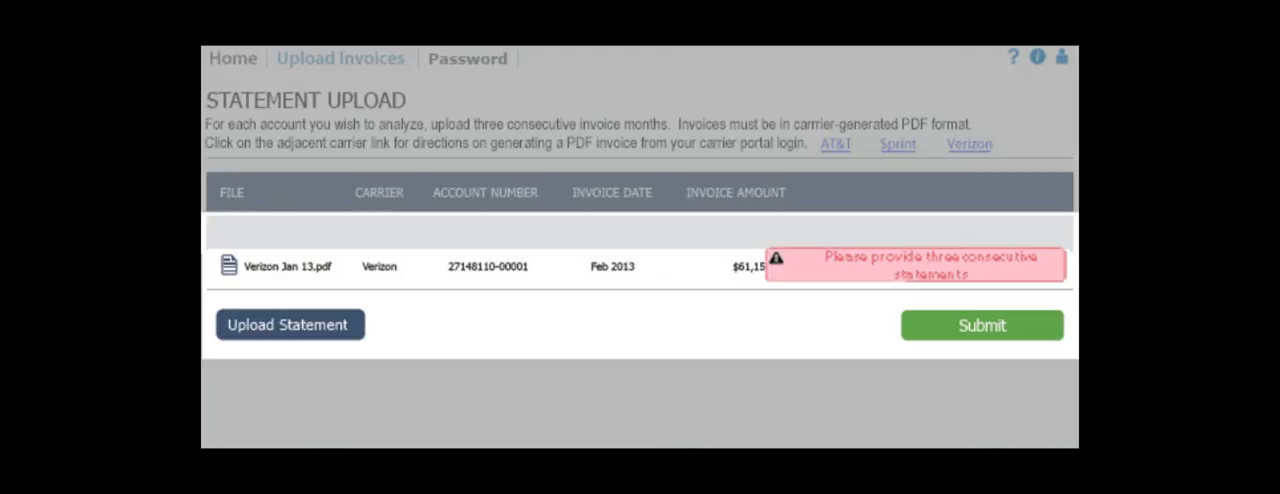 Home Upload Invoices Password ?
STATEMENT UPLOAD
For each account you wish to analyze, upload three consecutive invoice months. Invoices must be in carrrier-generated PDF format.
Click on the adjacent carrier link for directions on generating a PDF invoice from your carrier portal login. AT&T Sprint Verizon
FILE CARRIER ACCOUNT NUMBER INVOICE DATE INVOICE AMOUNT
Verizon Jan 13.pdf Verizon 27148110-00001 Feb 2013 $61,15 Please provide three consecutive
statements
Upload Statement Submit